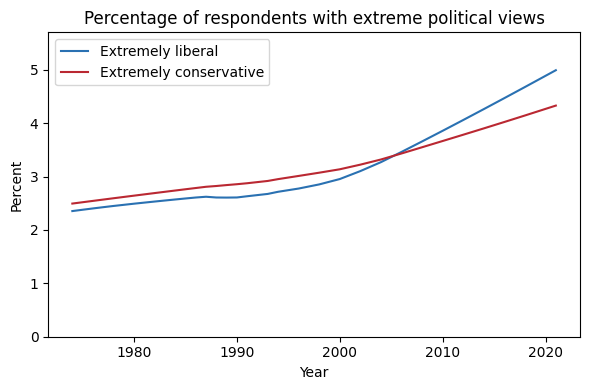 Percentage of respondents with extreme political views
Extremely liberal
Extremely conservative
5
4
3
2
1
0
Percent
1980 1990 2000 2010 2020
Year